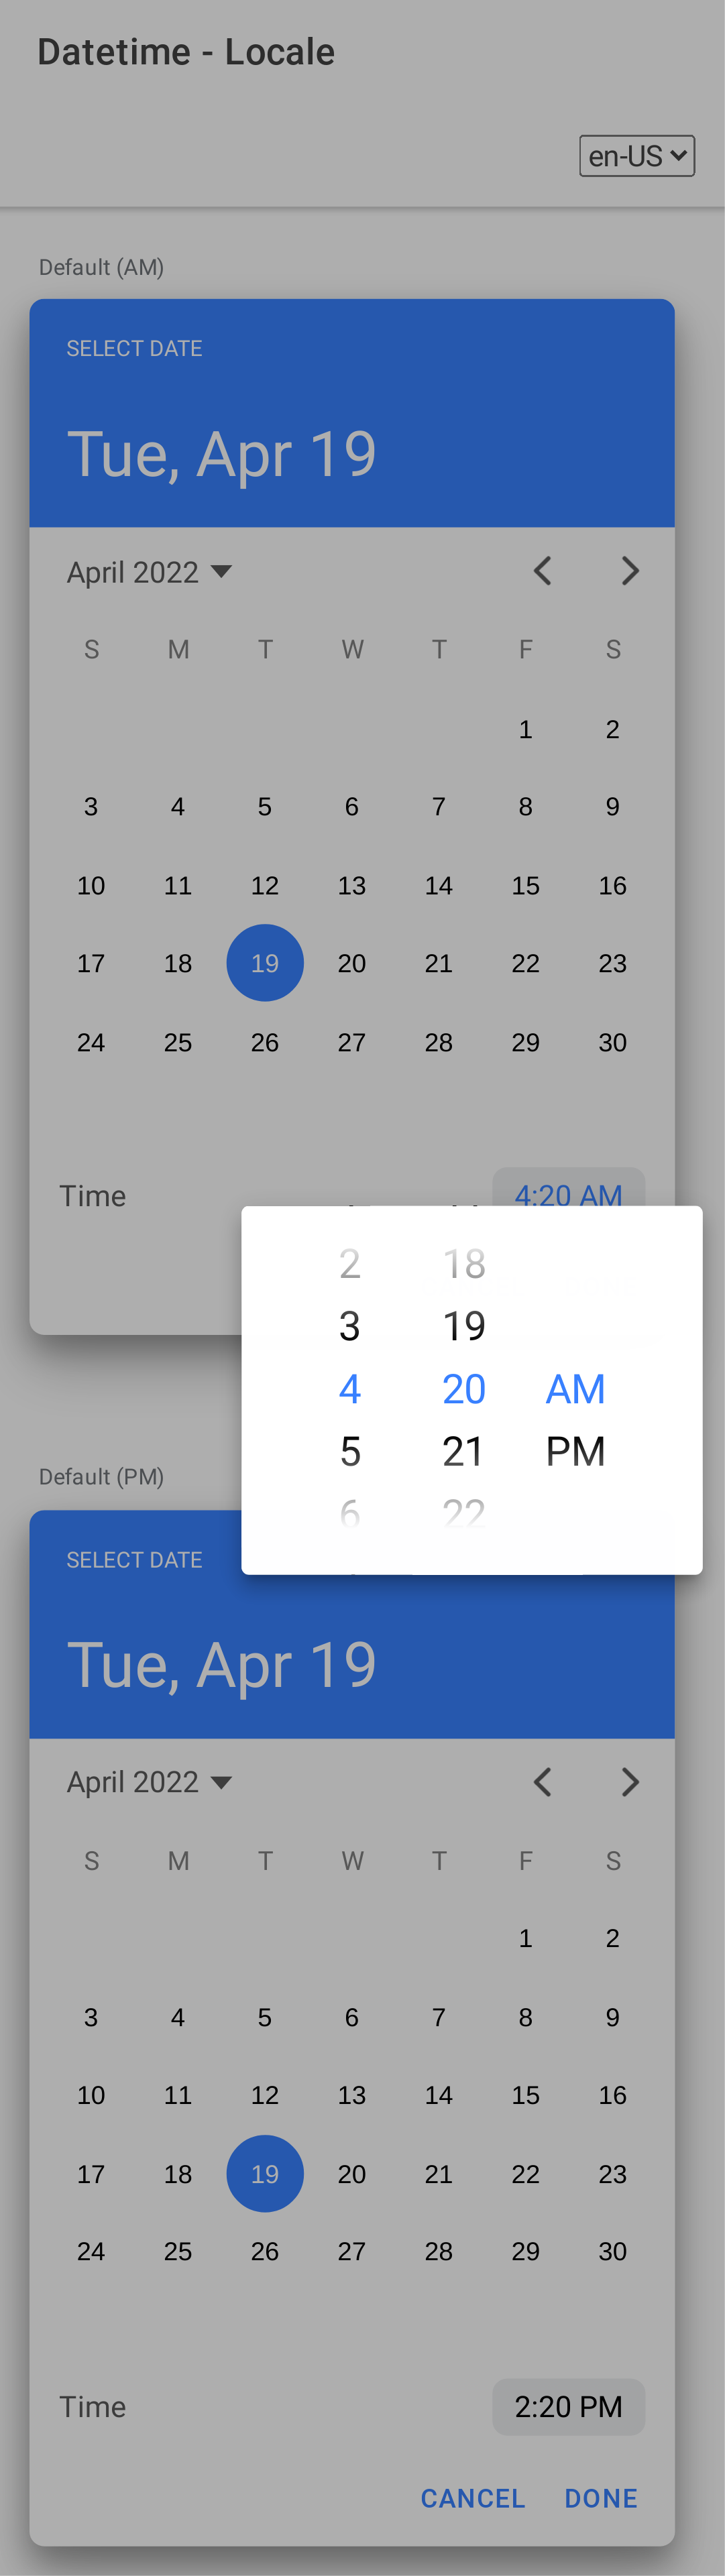 Datetime - Locale
en-US
Default (AM)
SELECT DATE
Tue, Apr 19
April 2022
S M T W T F S
1 2
3 4 5 6 7 8 9
10 11 12 13 14 15 16
17 18 19 20 21 22 23
24 25 26 27 28 29 30
Time 4:20 AM
2 18
3 19
4 20 AM
5 21 PM
6 22
Default (PM)
SELECT DATE
Tue, Apr 19
April 2022
S M T W T F S
1 2
3 4 5 6 7 8 9
10 11 12 13 14 15 16
17 18 19 20 21 22 23
24 25 26 27 28 29 30
Time 2:20 PM
CANCEL DONE